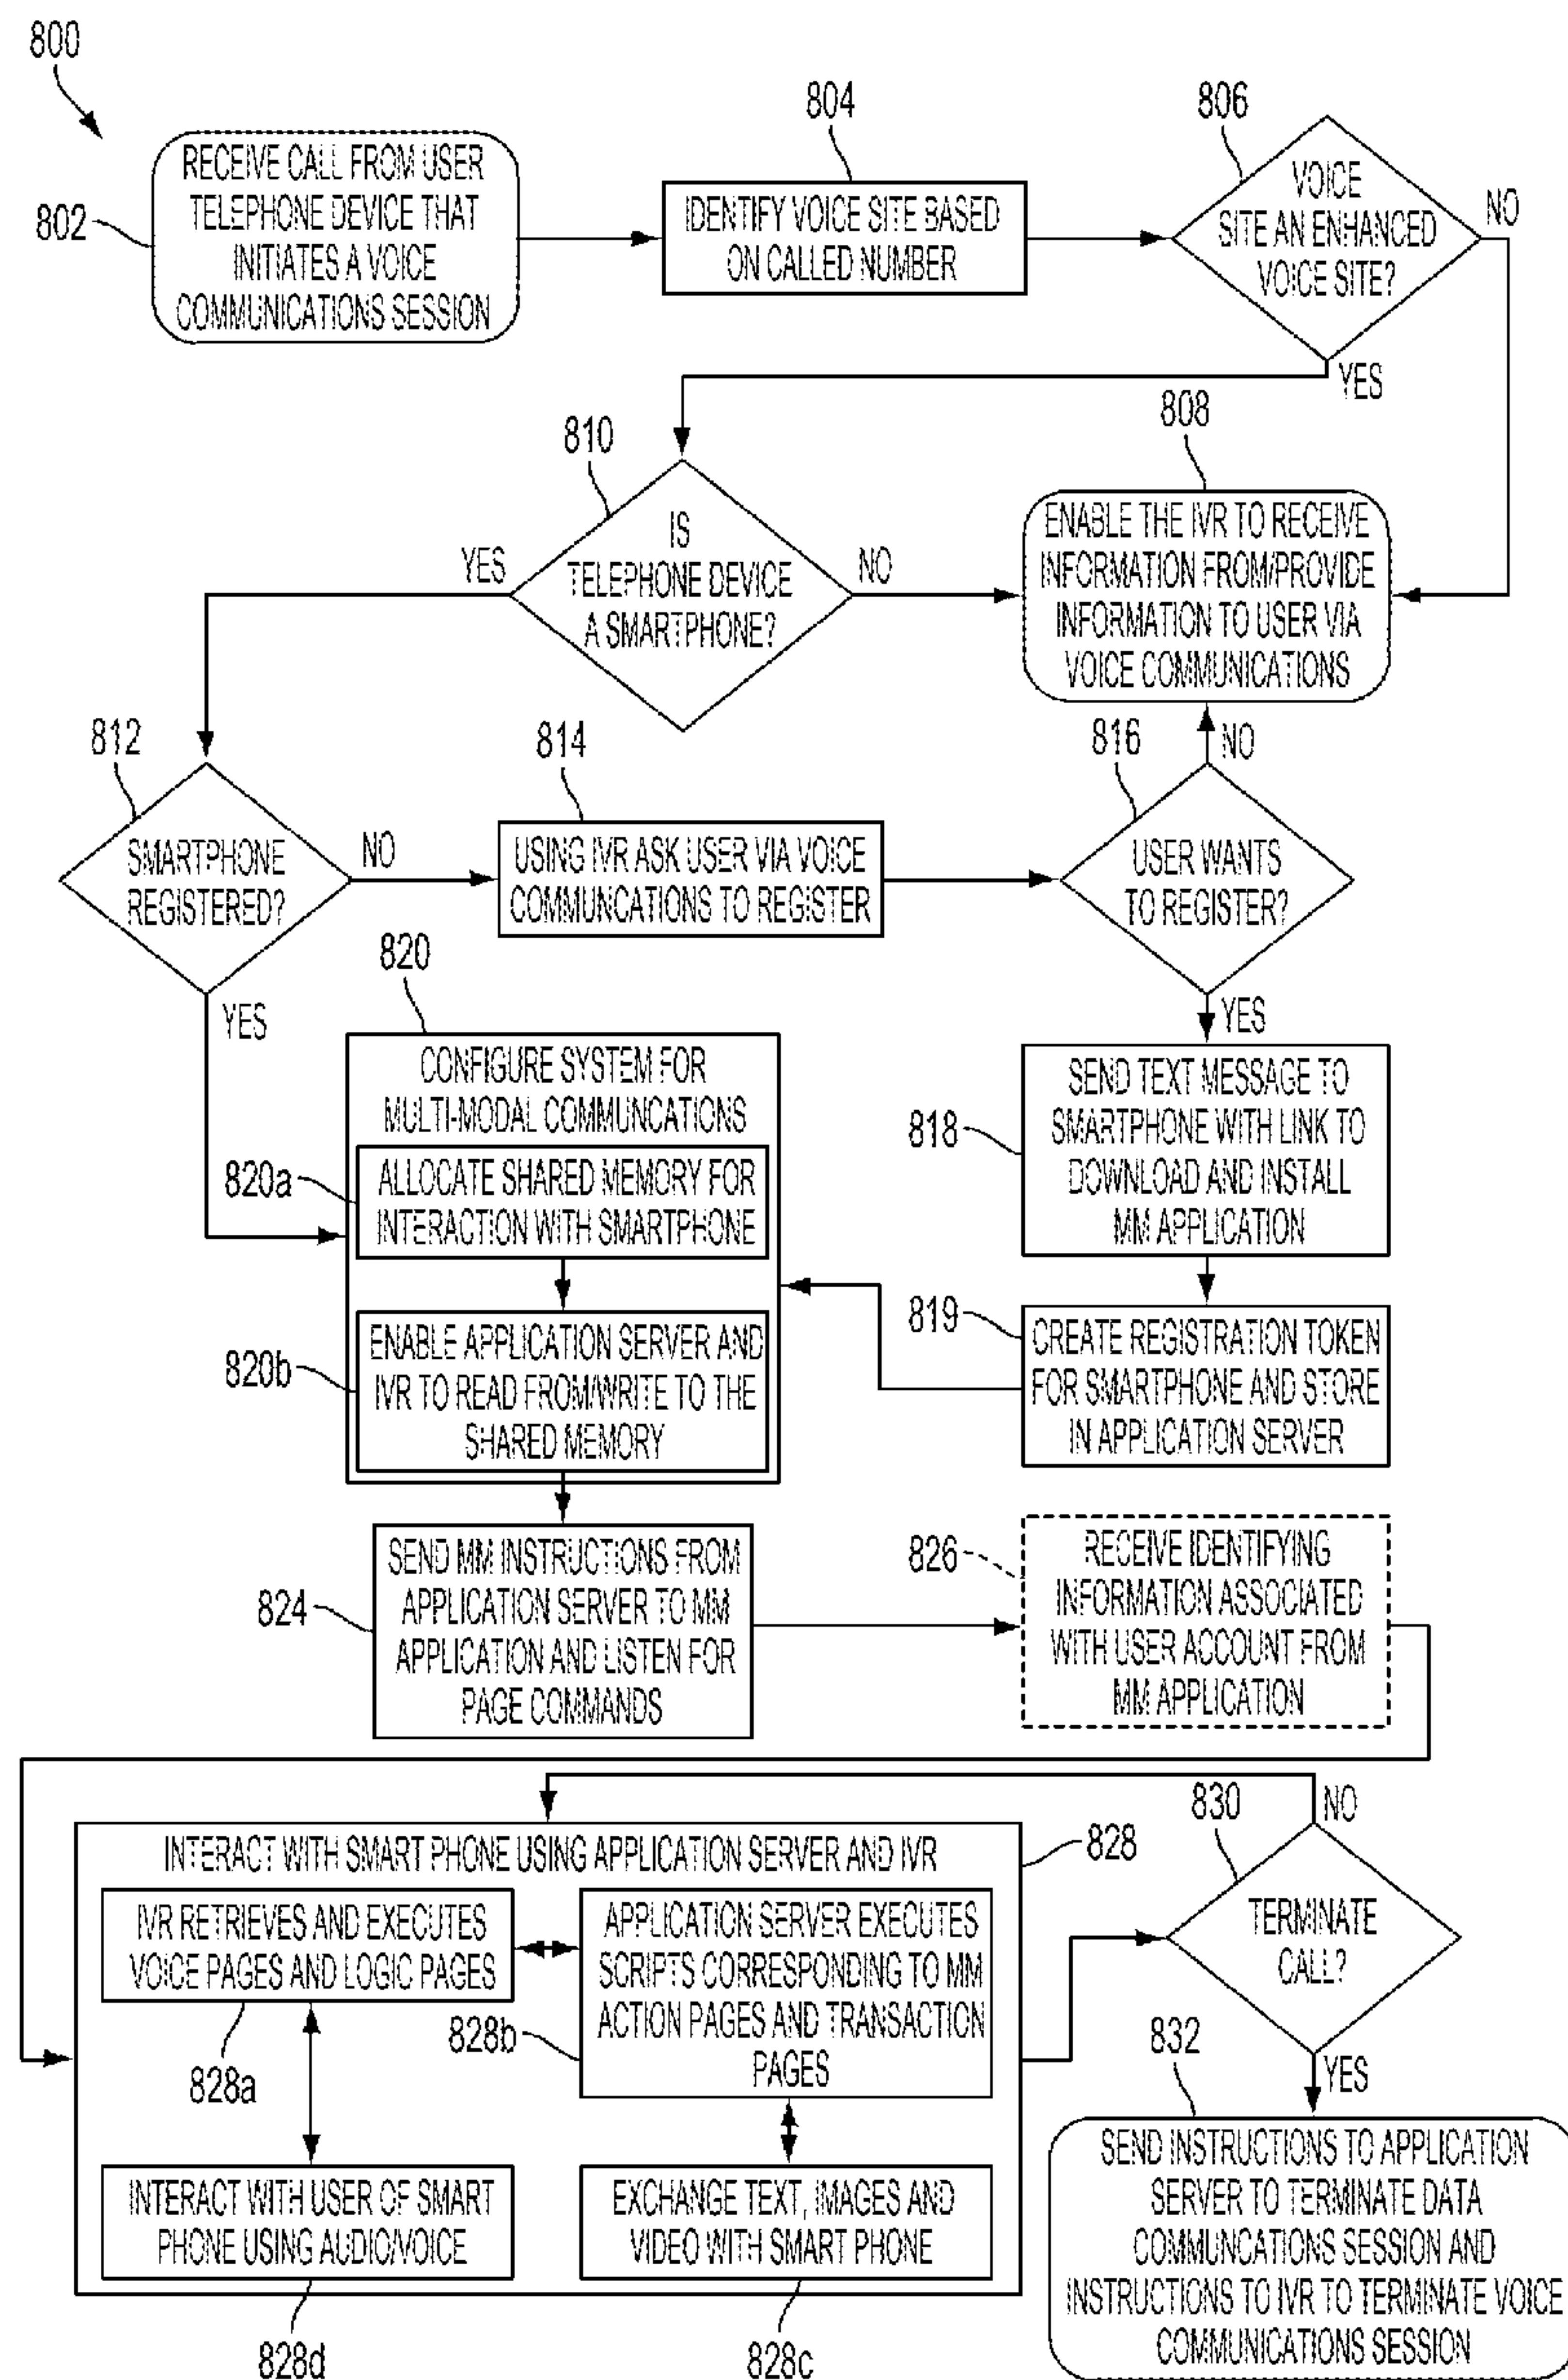 800
802
RECEIVE CALL FROM USER
TELEPHONE DEVICE THAT
INITIATES A VOICE
COMMUNICATIONS SESSION
804
IDENTIFY VOICE SITE BASED
ON CALLED NUMBER
806
VOICE
SITE AN ENHANCED
VOICE SITE?
NO
YES
808
ENABLE THE IVR TO RECEIVE
INFORMATION FROM/PROVIDE
INFORMATION TO USER VIA
VOICE COMMUNICATIONS
810
IS
TELEPHONE DEVICE
A SMARTPHONE?
YES
NO
812
SMARTPHONE
REGISTERED?
NO
YES
814
USING IVR ASK USER VIA VOICE
COMMUNCATIONS TO REGISTER
816
USER WANTS
TO REGISTER?
NO
YES
818
SEND TEXT MESSAGE TO
SMARTPHONE WITH LINK TO
DOWNLOAD AND INSTALL
MM APPLICATION
819
CREATE REGISTRATION TOKEN
FOR SMARTPHONE AND STORE
IN APPLICATION SERVER
820
CONFIGURE SYSTEM FOR
MULTI-MODAL COMMUNCATIONS
820a
ALLOCATE SHARED MEMORY FOR
INTERACTION WITH SMARTPHONE
820b
ENABLE APPLICATION SERVER AND
IVR TO READ FROM/WRITE TO THE
SHARED MEMORY
824
SEND MM INSTRUCTIONS FROM
APPLICATION SERVER TO MM
APPLICATION AND LISTEN FOR
PAGE COMMANDS
826
RECEIVE IDENTIFYING
INFORMATION ASSOCIATED
WITH USER ACCOUNT FROM
MM APPLICATION
828
INTERACT WITH SMART PHONE USING APPLICATION SERVER AND IVR
IVR RETRIEVES AND EXECUTES
VOICE PAGES AND LOGIC PAGES
828a
APPLICATION SERVER EXECUTES
SCRIPTS CORRESPONDING TO MM
ACTION PAGES AND TRANSACTION
PAGES
828b
INTERACT WITH USER OF SMART
PHONE USING AUDIO/VOICE
828d
EXCHANGE TEXT, IMAGES AND
VIDEO WITH SMART PHONE
828c
830
TERMINATE
CALL?
NO
YES
832
SEND INSTRUCTIONS TO APPLICATION
SERVER TO TERMINATE DATA
COMMUNCATIONS SESSION AND
INSTRUCTIONS TO IVR TO TERMINATE VOICE
COMMUNICATIONS SESSION